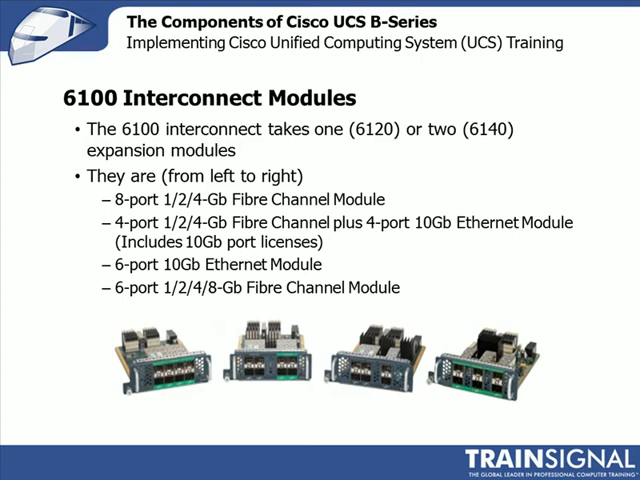 The Components of Cisco UCS B-Series
Implementing Cisco Unified Computing System (UCS) Training
6100 Interconnect Modules
• The 6100 interconnect takes one (6120) or two (6140)
expansion modules
• They are (from left to right)
– 8-port 1/2/4-Gb Fibre Channel Module
– 4-port 1/2/4-Gb Fibre Channel plus 4-port 10Gb Ethernet Module
(Includes 10Gb port licenses)
– 6-port 10Gb Ethernet Module
– 6-port 1/2/4/8-Gb Fibre Channel Module
TRAINSIGNAL
THE GLOBAL LEADER IN PROFESSIONAL COMPUTER TRAINING